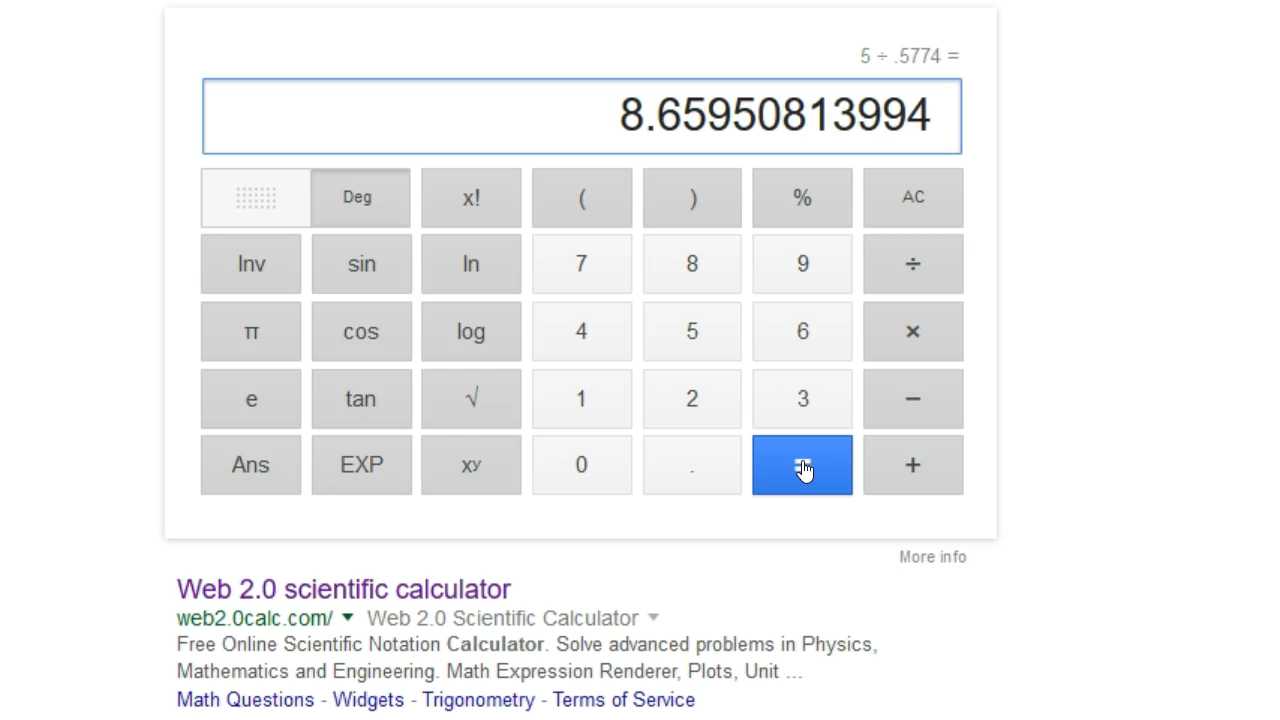 5 ÷ .5774 =
8.65950813994
Deg x! ( ) % AC
Inv sin ln 7 8 9 ÷
π cos log 4 5 6 ×
e tan √ 1 2 3 −
Ans EXP xʸ 0 . = +
More info
Web 2.0 scientific calculator
web2.0calc.com/ ▼ Web 2.0 Scientific Calculator ▼
Free Online Scientific Notation Calculator. Solve advanced problems in Physics,
Mathematics and Engineering. Math Expression Renderer, Plots, Unit ...
Math Questions - Widgets - Trigonometry - Terms of Service